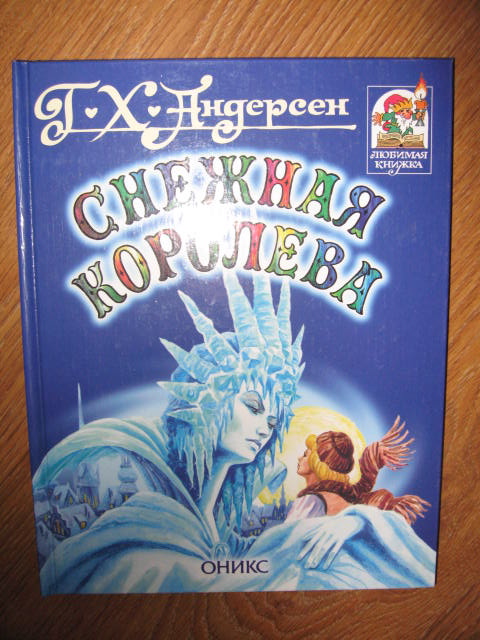 Г·Х·Андерсен
ЛЮБИМАЯ
КНИЖКА
СНЕЖНАЯ
КОРОЛЕВА
ОНИКС